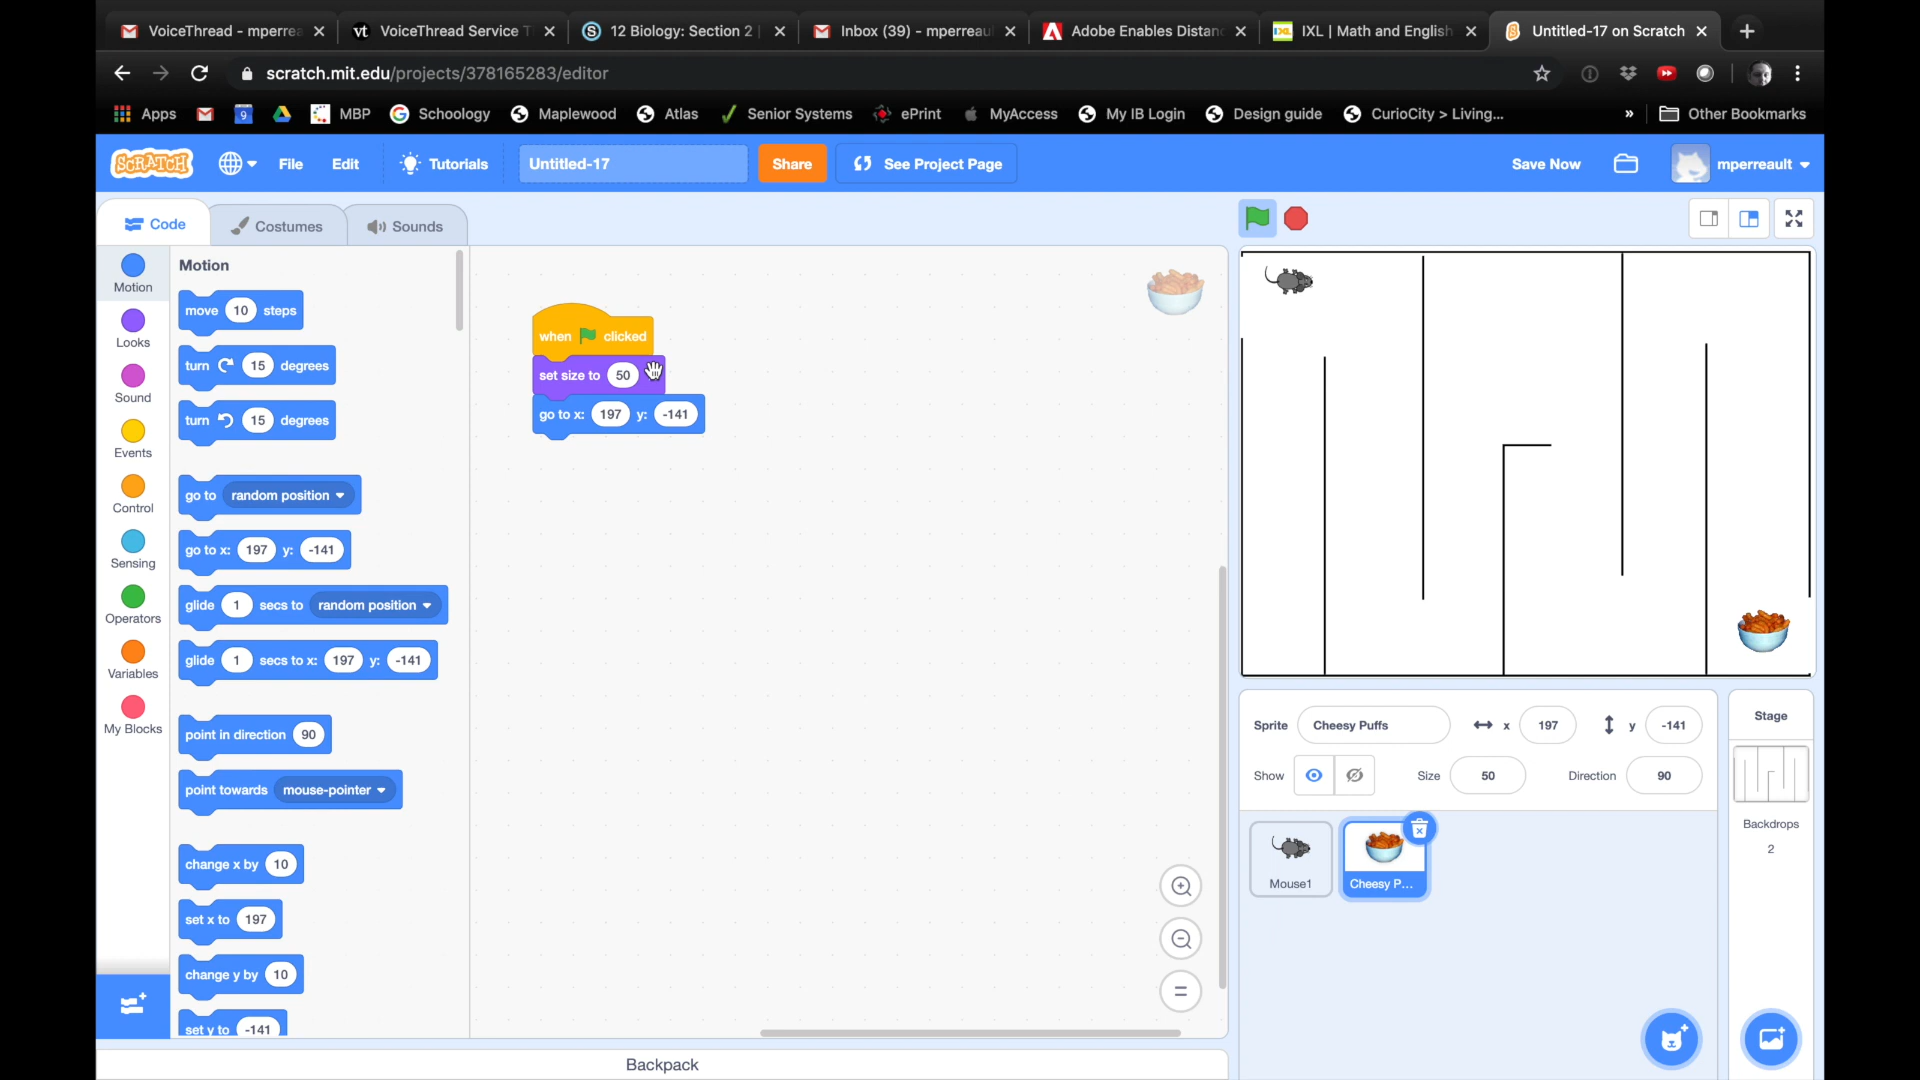 VoiceThread - mperrea
VoiceThread Service T
12 Biology: Section 2 |
Inbox (39) - mperreau
Adobe Enables Distan
IXL | Math and English
Untitled-17 on Scratch
scratch.mit.edu/projects/378165283/editor
Apps
MBP
Schoology
Maplewood
Atlas
Senior Systems
ePrint
MyAccess
My IB Login
Design guide
CurioCity > Living...
»
Other Bookmarks
SCRATCH
File
Edit
Tutorials
Untitled-17
Share
See Project Page
Save Now
mperreault
Code
Costumes
Sounds
Motion
Looks
Sound
Events
Control
Sensing
Operators
Variables
My Blocks
Motion
move 10 steps
turn 15 degrees
turn 15 degrees
go to random position
go to x: 197 y: -141
glide 1 secs to random position
glide 1 secs to x: 197 y: -141
point in direction 90
point towards mouse-pointer
change x by 10
set x to 197
change y by 10
set y to -141
when clicked
set size to 50
go to x: 197 y: -141
Backpack
Sprite Cheesy Puffs x 197 y -141
Show Size 50 Direction 90
Mouse1
Cheesy P...
Stage
Backdrops
2